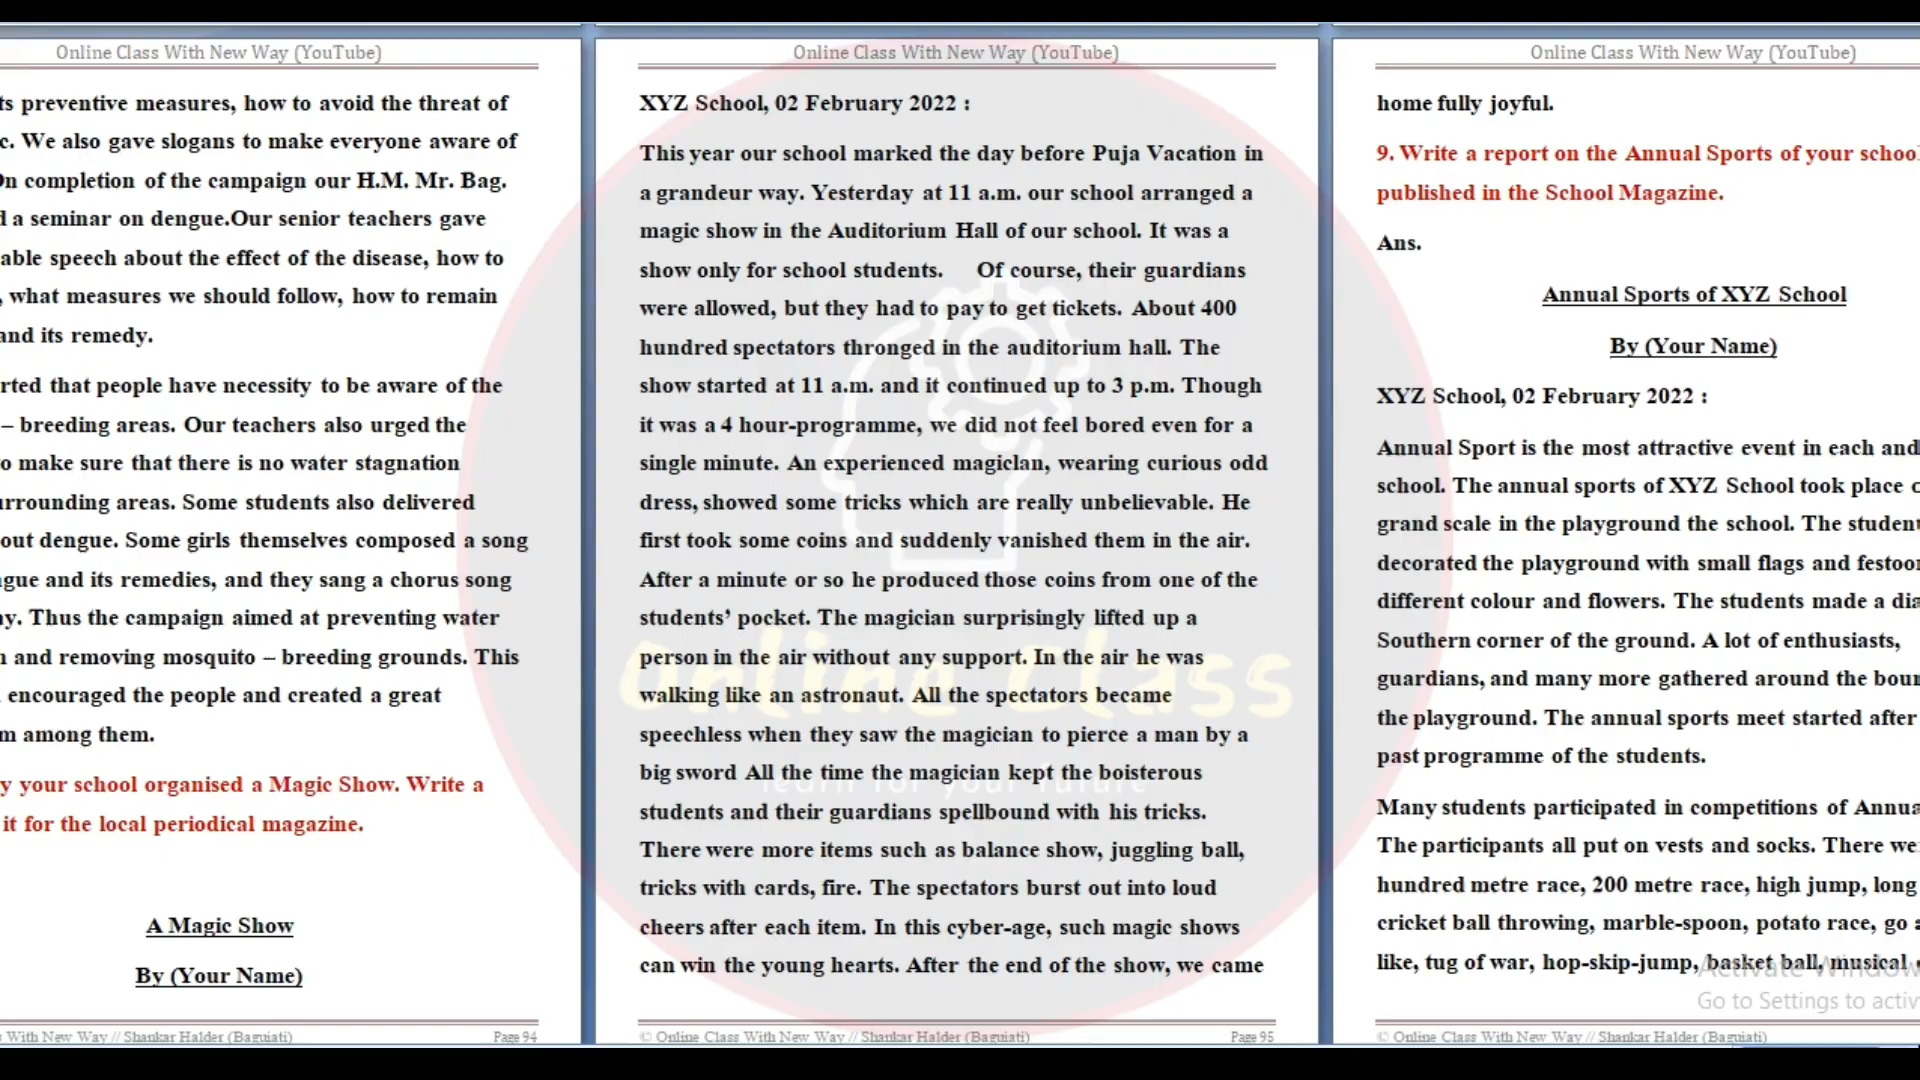 Online Class With New Way (YouTube)
ts preventive measures, how to avoid the threat of
c. We also gave slogans to make everyone aware of
On completion of the campaign our H.M. Mr. Bag.
d a seminar on dengue.Our senior teachers gave
able speech about the effect of the disease, how to
, what measures we should follow, how to remain
and its remedy.
rted that people have necessity to be aware of the
– breeding areas. Our teachers also urged the
o make sure that there is no water stagnation
urrounding areas. Some students also delivered
out dengue. Some girls themselves composed a song
ngue and its remedies, and they sang a chorus song
ay. Thus the campaign aimed at preventing water
n and removing mosquito – breeding grounds. This
encouraged the people and created a great
m among them.
y your school organised a Magic Show. Write a
it for the local periodical magazine.
A Magic Show
By (Your Name)
With New Way // Shankar Halder (Baguiati)
Page 94
Online Class With New Way (YouTube)
XYZ School, 02 February 2022 :
This year our school marked the day before Puja Vacation in
a grandeur way. Yesterday at 11 a.m. our school arranged a
magic show in the Auditorium Hall of our school. It was a
show only for school students. Of course, their guardians
were allowed, but they had to pay to get tickets. About 400
hundred spectators thronged in the auditorium hall. The
show started at 11 a.m. and it continued up to 3 p.m. Though
it was a 4 hour-programme, we did not feel bored even for a
single minute. An experienced magiclan, wearing curious odd
dress, showed some tricks which are really unbelievable. He
first took some coins and suddenly vanished them in the air.
After a minute or so he produced those coins from one of the
students’ pocket. The magician surprisingly lifted up a
person in the air without any support. In the air he was
walking like an astronaut. All the spectators became
speechless when they saw the magician to pierce a man by a
big sword All the time the magician kept the boisterous
students and their guardians spellbound with his tricks.
There were more items such as balance show, juggling ball,
tricks with cards, fire. The spectators burst out into loud
cheers after each item. In this cyber-age, such magic shows
can win the young hearts. After the end of the show, we came
Online Class
learn for your future
© Online Class With New Way // Shankar Halder (Baguiati)
Page 95
Online Class With New Way (YouTube)
home fully joyful.
9. Write a report on the Annual Sports of your school
published in the School Magazine.
Ans.
Annual Sports of XYZ School
By (Your Name)
XYZ School, 02 February 2022 :
Annual Sport is the most attractive event in each and
school. The annual sports of XYZ School took place
grand scale in the playground the school. The student
decorated the playground with small flags and festoon
different colour and flowers. The students made a dia
Southern corner of the ground. A lot of enthusiasts,
guardians, and many more gathered around the boun
the playground. The annual sports meet started after
past programme of the students.
Many students participated in competitions of Annua
The participants all put on vests and socks. There we
hundred metre race, 200 metre race, high jump, long
cricket ball throwing, marble-spoon, potato race, go a
like, tug of war, hop-skip-jump, basket ball, musical
Activate Window
Go to Settings to activ
© Online Class With New Way // Shankar Halder (Baguiati)